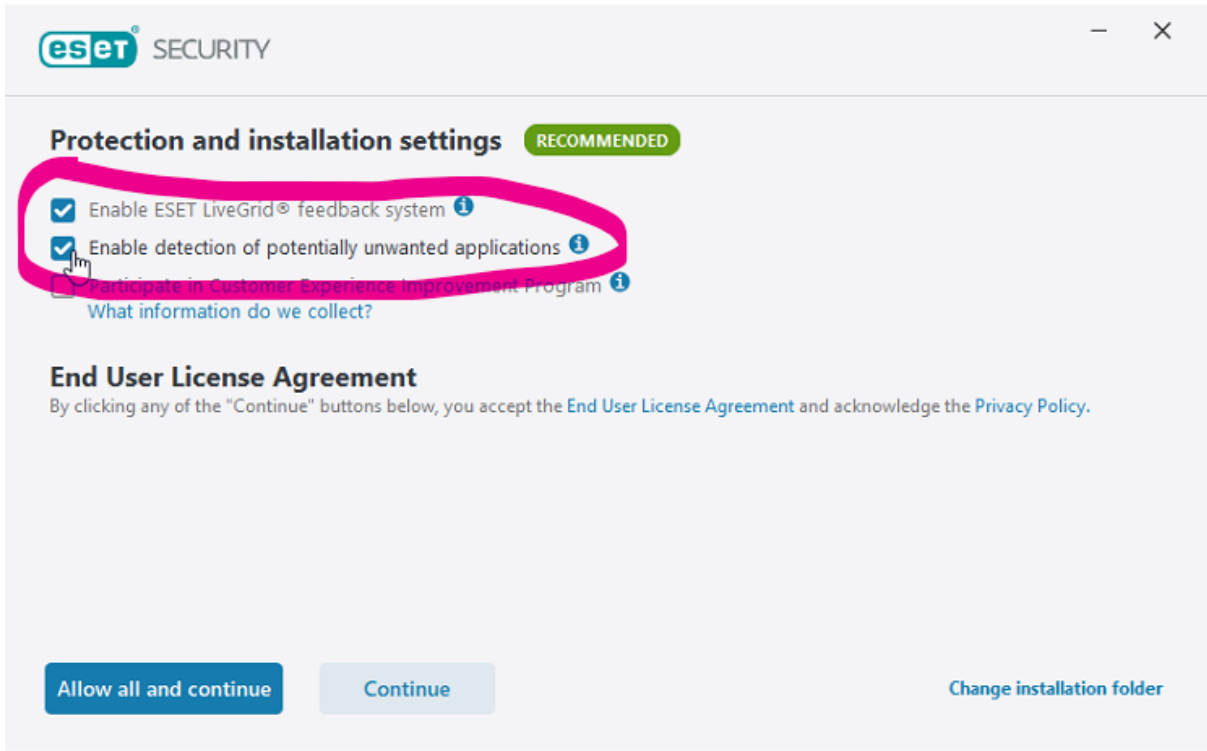 eset® SECURITY
Protection and installation settings RECOMMENDED
Enable ESET LiveGrid® feedback system
Enable detection of potentially unwanted applications
Participate in Customer Experience Improvement Program
What information do we collect?
End User License Agreement
By clicking any of the "Continue" buttons below, you accept the End User License Agreement and acknowledge the Privacy Policy.
Allow all and continue Continue Change installation folder